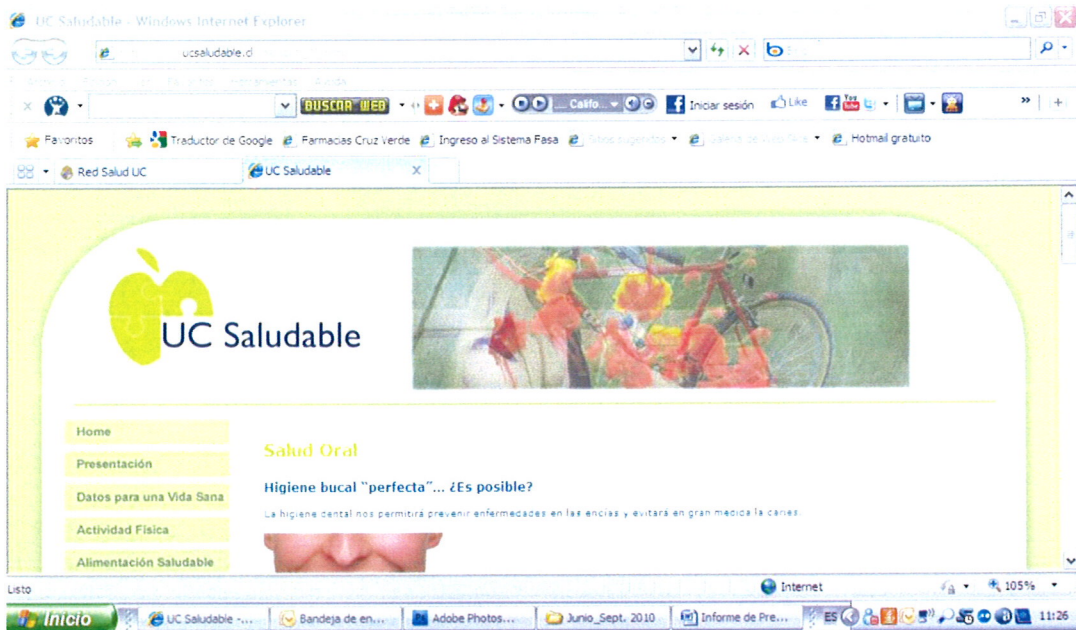 UC Saludable - Windows Internet Explorer
ucsaludable.cl
BUSCAR WEB Califo... Iniciar sesión Like You
Favoritos Traductor de Google Farmacias Cruz Verde Ingreso al Sistema Fasa Hotmail gratuito
Red Salud UC UC Saludable X
UC Saludable
Home
Presentación
Datos para una Vida Sana
Actividad Física
Alimentación Saludable
Salud Oral
Higiene bucal "perfecta"... ¿Es posible?
La higiene dental nos permitirá prevenir enfermedades en las encías y evitará en gran medida la caries.
Listo Internet 105%
Inicio UC Saludable -... Bandeja de en... Adobe Photos... Junio_Sept. 2010 Informe de Pre... ES 11:26